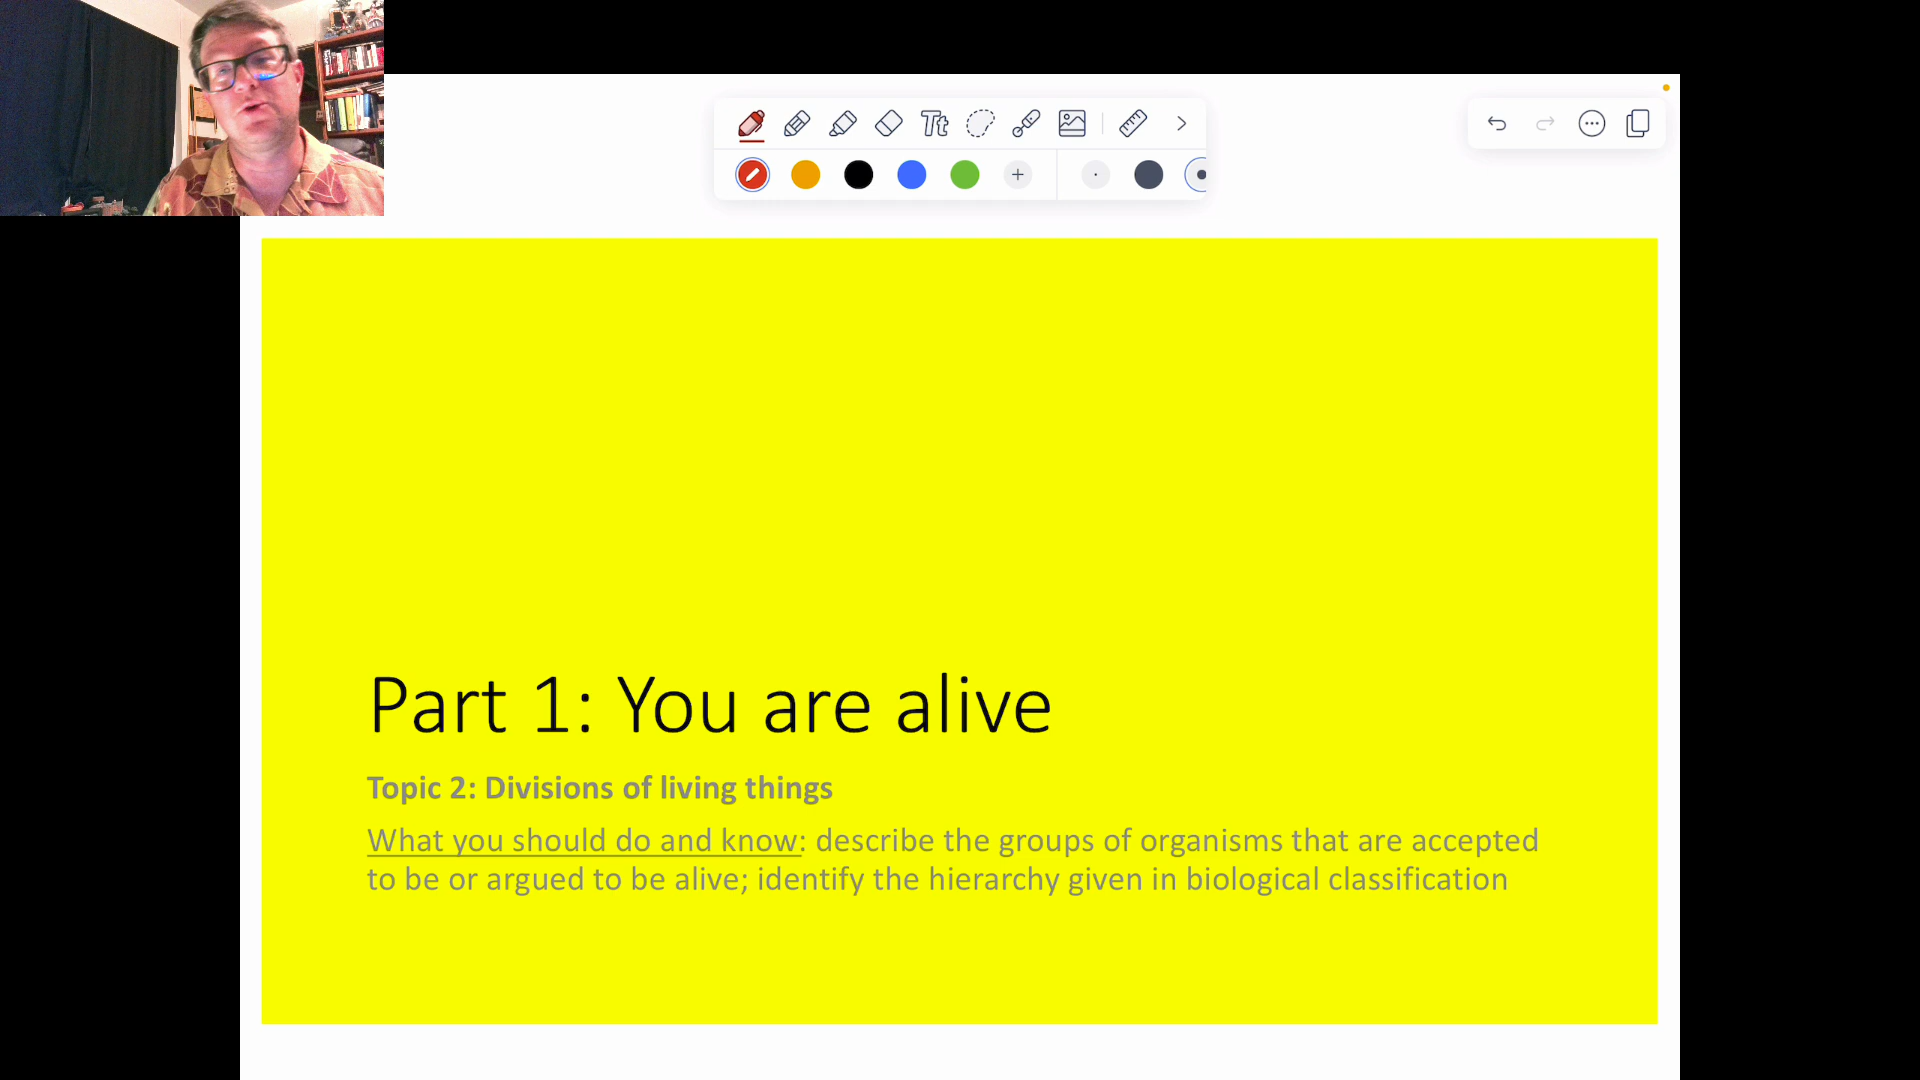 Tt
Part 1: You are alive
Topic 2: Divisions of living things
What you should do and know: describe the groups of organisms that are accepted
to be or argued to be alive; identify the hierarchy given in biological classification